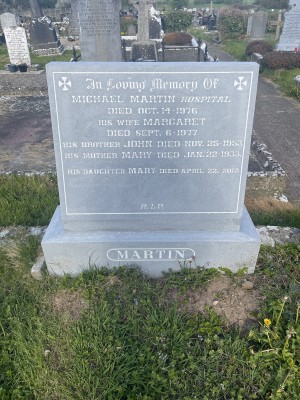 In Loving Memory Of
MICHAEL MARTIN HOSPITAL
DIED OCT. 14 1976
HIS WIFE MARGARET
DIED SEPT. 6 1977
HIS BROTHER JOHN DIED NOV. 25 1953
HIS MOTHER MARY DIED JAN. 22 1933.
HIS DAUGHTER MARY DIED APRIL 22,
R.I.P.
MARTIN